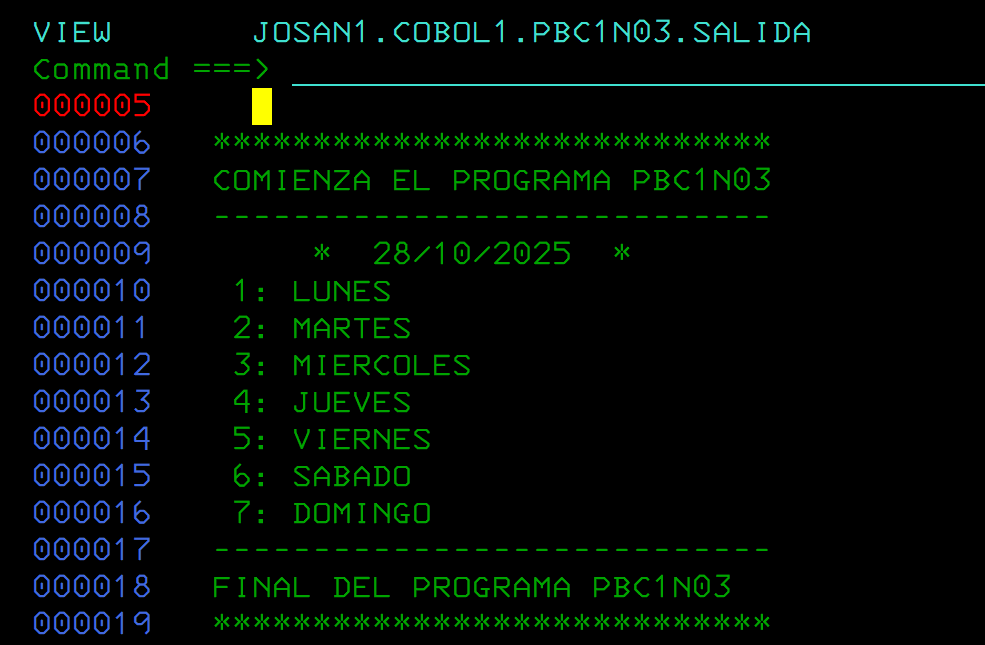 VIEW JOSAN1.COBOL1.PBC1N03.SALIDA
Command ===>
000005
000006 ****************************
000007 COMIENZA EL PROGRAMA PBC1N03
000008 ----------------------------
000009 * 28/10/2025 *
000010 1: LUNES
000011 2: MARTES
000012 3: MIERCOLES
000013 4: JUEVES
000014 5: VIERNES
000015 6: SABADO
000016 7: DOMINGO
000017 ----------------------------
000018 FINAL DEL PROGRAMA PBC1N03
000019 ****************************